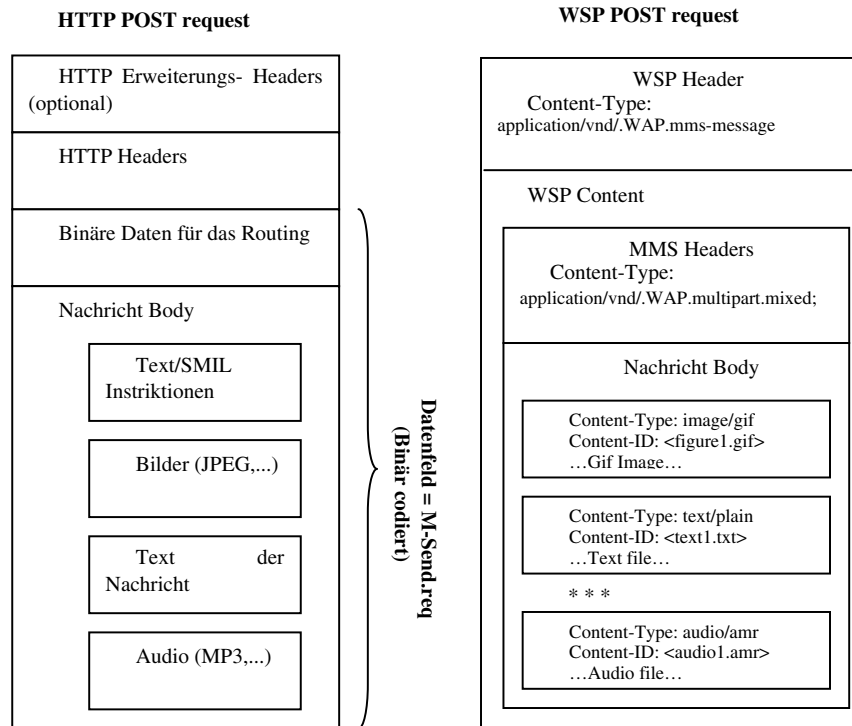 HTTP POST request
HTTP Erweiterungs- Headers
(optional)
HTTP Headers
Binäre Daten für das Routing
Nachricht Body
Text/SMIL
Instriktionen
Bilder (JPEG,...)
Text der
Nachricht
Audio (MP3,...)
Datenfeld = M-Send.req
(Binär codiert)
WSP POST request
WSP Header
Content-Type:
application/vnd/.WAP.mms-message
WSP Content
MMS Headers
Content-Type:
application/vnd/.WAP.multipart.mixed;
Nachricht Body
Content-Type: image/gif
Content-ID: <figure1.gif>
…Gif Image…
Content-Type: text/plain
Content-ID: <text1.txt>
…Text file…
* * *
Content-Type: audio/amr
Content-ID: <audio1.amr>
…Audio file…